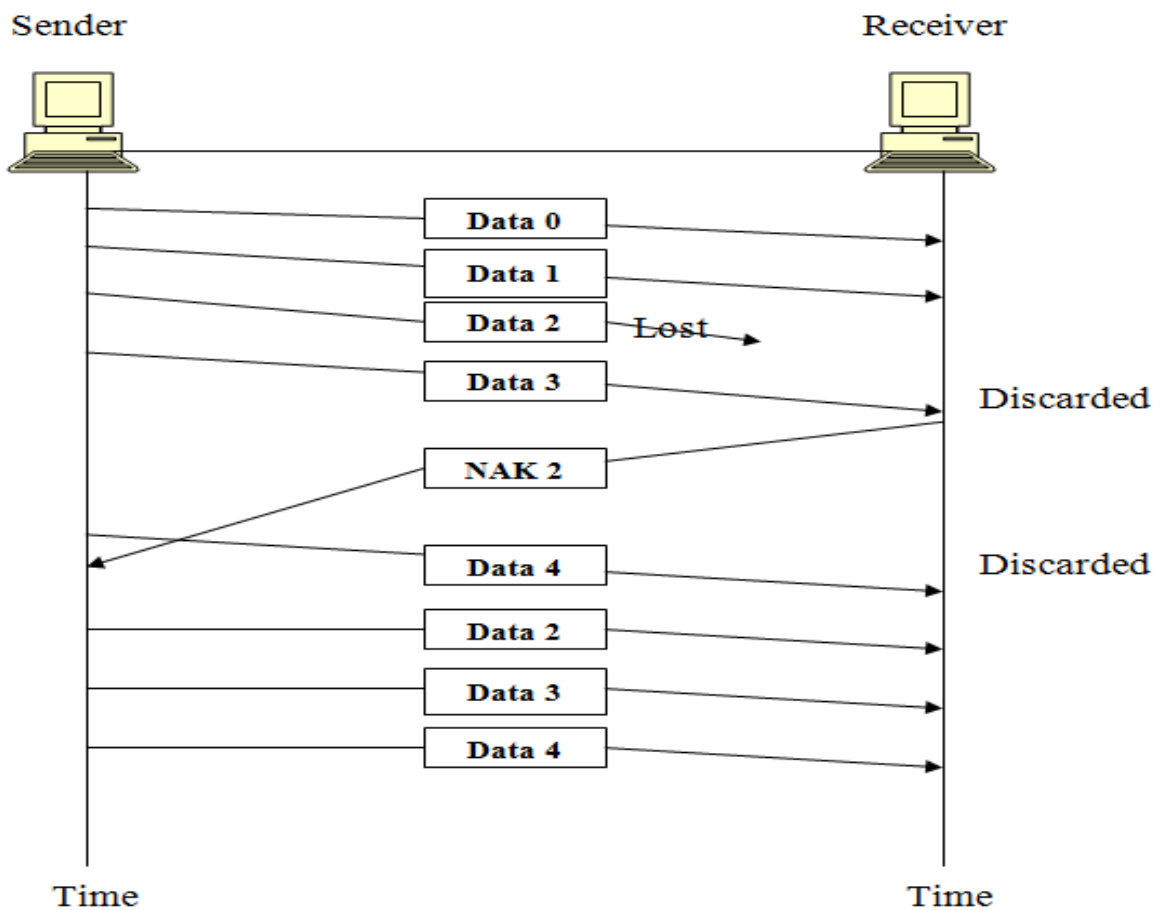 Sender
Receiver
Data 0
Data 1
Data 2
Lost
Data 3
Discarded
NAK 2
Data 4
Discarded
Data 2
Data 3
Data 4
Time
Time